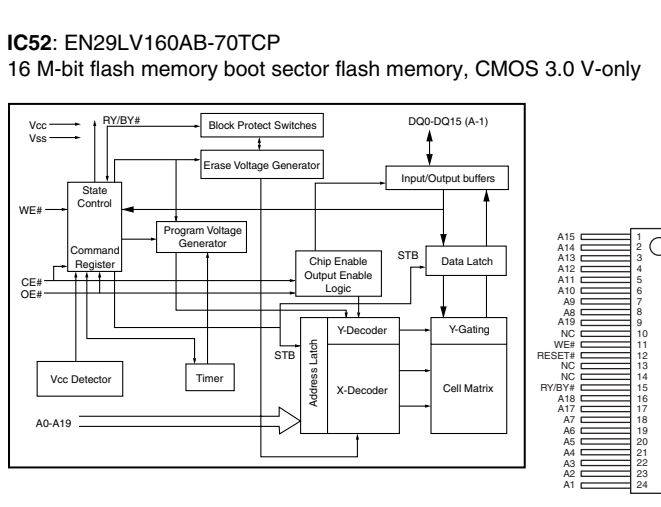 IC52: EN29LV160AB-70TCP
16 M-bit flash memory boot sector flash memory, CMOS 3.0 V-only
Vcc
Vss
RY/BY#
Block Protect Switches
DQ0-DQ15 (A-1)
Erase Voltage Generator
Input/Output buffers
State
Control
WE#
Program Voltage
Generator
Command
Register
Chip Enable
Output Enable
Logic
STB
Data Latch
CE#
OE#
Y-Decoder
Y-Gating
STB
Address Latch
Vcc Detector
Timer
X-Decoder
Cell Matrix
A0-A19
A15 1
A14 2
A13 3
A12 4
A11 5
A10 6
A9 7
A8 8
A19 9
NC 10
WE# 11
RESET# 12
NC 13
NC 14
RY/BY# 15
A18 16
A17 17
A7 18
A6 19
A5 20
A4 21
A3 22
A2 23
A1 24